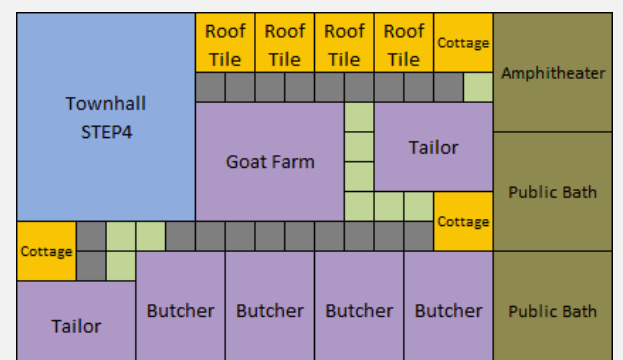 Roof
Tile
Roof
Tile
Roof
Tile
Roof
Tile
Cottage
Amphitheater
Townhall
STEP4
Goat Farm
Tailor
Public Bath
Cottage
Cottage
Tailor
Butcher
Butcher
Butcher
Butcher
Public Bath